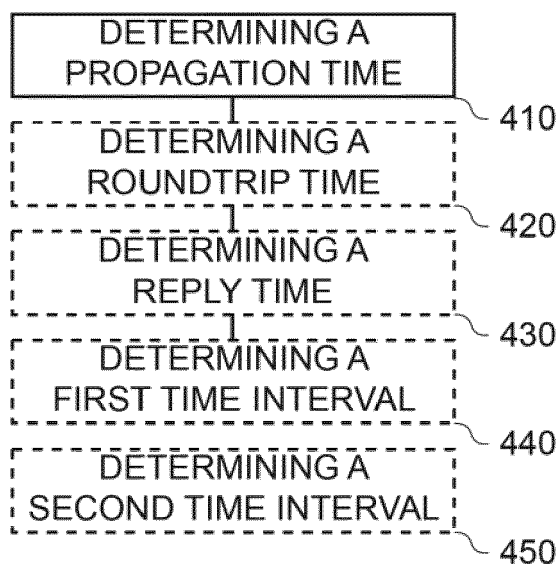 DETERMINING A
PROPAGATION TIME
410
DETERMINING A
ROUNDTRIP TIME
420
DETERMINING A
REPLY TIME
430
DETERMINING A
FIRST TIME INTERVAL
440
DETERMINING A
SECOND TIME INTERVAL
450